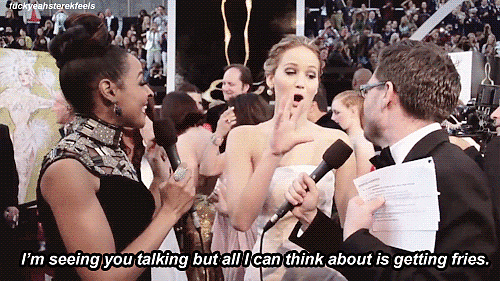 fuckyeahsterekfeels
I'm seeing you talking but all I can think about is getting fries.